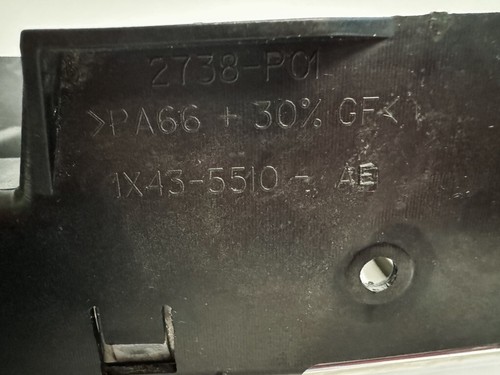 2738-P01
>PA66 + 30% GF<
1X43-5510- AE